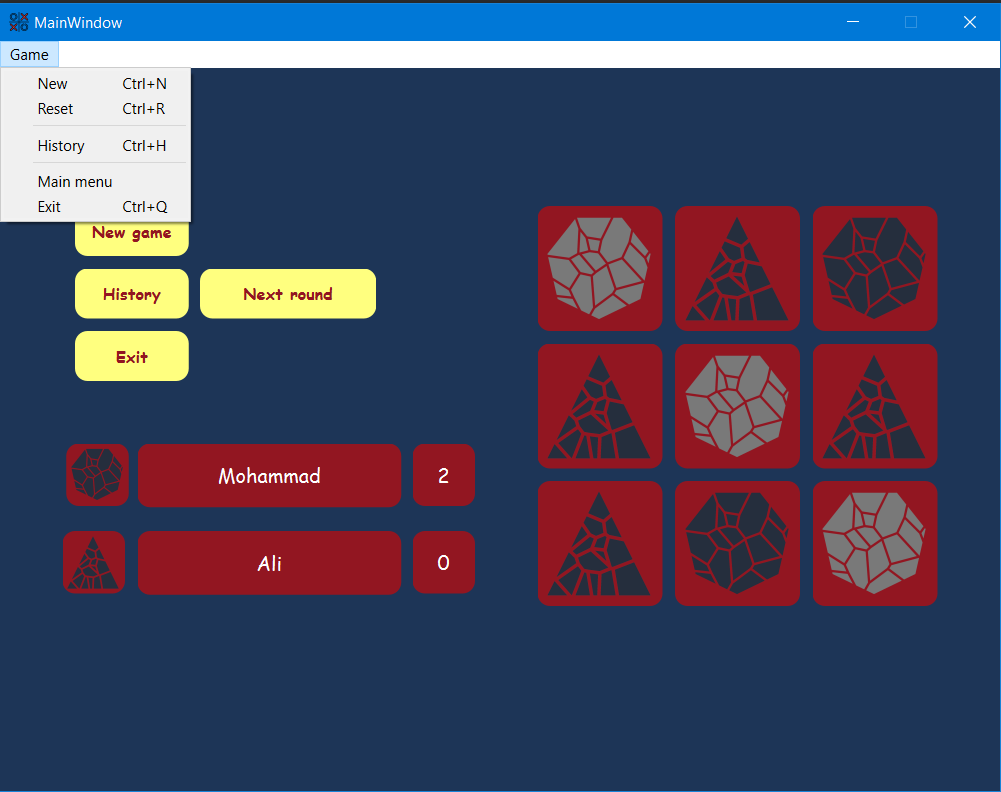 MainWindow
Game
New Ctrl+N
Reset Ctrl+R
History Ctrl+H
Main menu
Exit Ctrl+Q
New game
History Next round
Exit
Mohammad 2
Ali 0